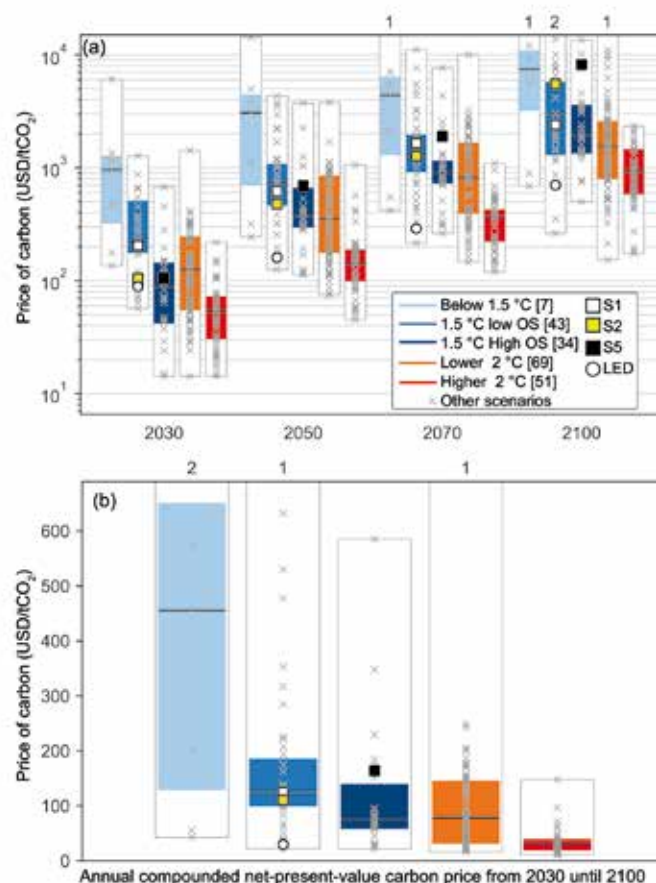 1
1 2 1
(a)
Price of carbon (USD/tCO₂)
10⁴
10³
10²
10¹
Below 1.5 °C [7]
1.5 °C low OS [43]
1.5 °C High OS [34]
Lower 2 °C [69]
Higher 2 °C [51]
Other scenarios
S1
S2
S5
LED
2030 2050 2070 2100
2 1 1
(b)
Price of carbon (USD/tCO₂)
600
500
400
300
200
100
0
Annual compounded net-present-value carbon price from 2030 until 2100